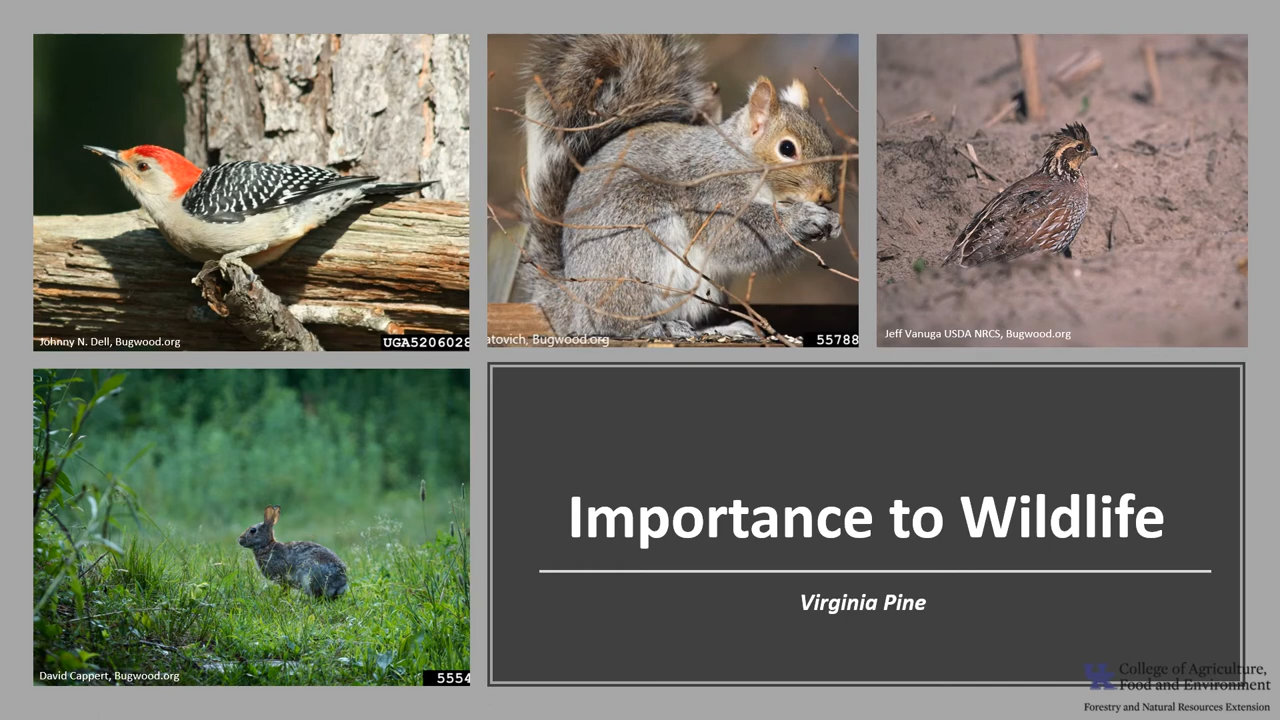 Johnny N. Dell, Bugwood.org
UGA5206028
atovich, Bugwood.org
55788
Jeff Vanuga USDA NRCS, Bugwood.org
David Cappert, Bugwood.org
5554
Importance to Wildlife
Virginia Pine
UK College of Agriculture,
Food and Environment
Forestry and Natural Resources Extension